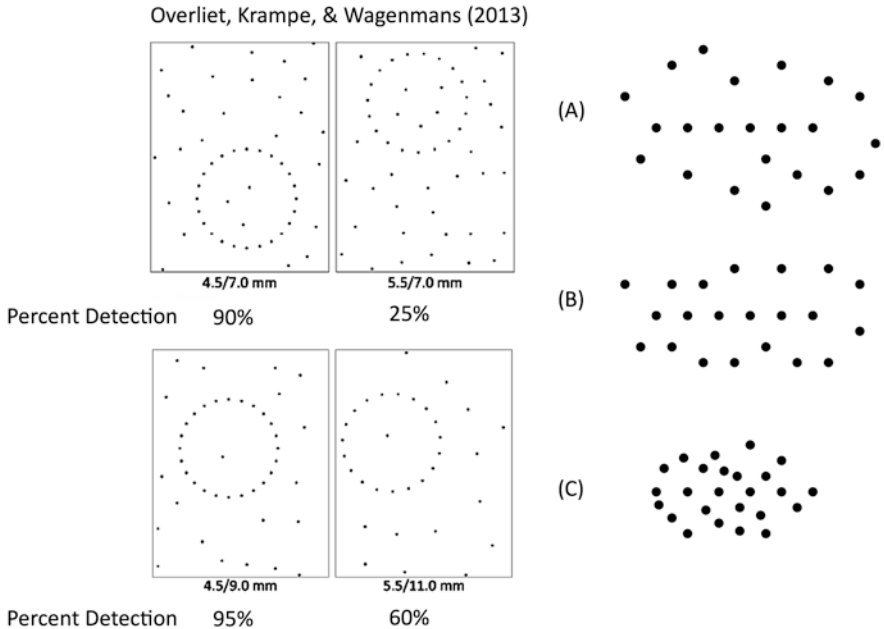 Overliet, Krampe, & Wagenmans (2013)
4.5/7.0 mm
5.5/7.0 mm
Percent Detection
90%
25%
4.5/9.0 mm
5.5/11.0 mm
Percent Detection
95%
60%
(A)
(B)
(C)